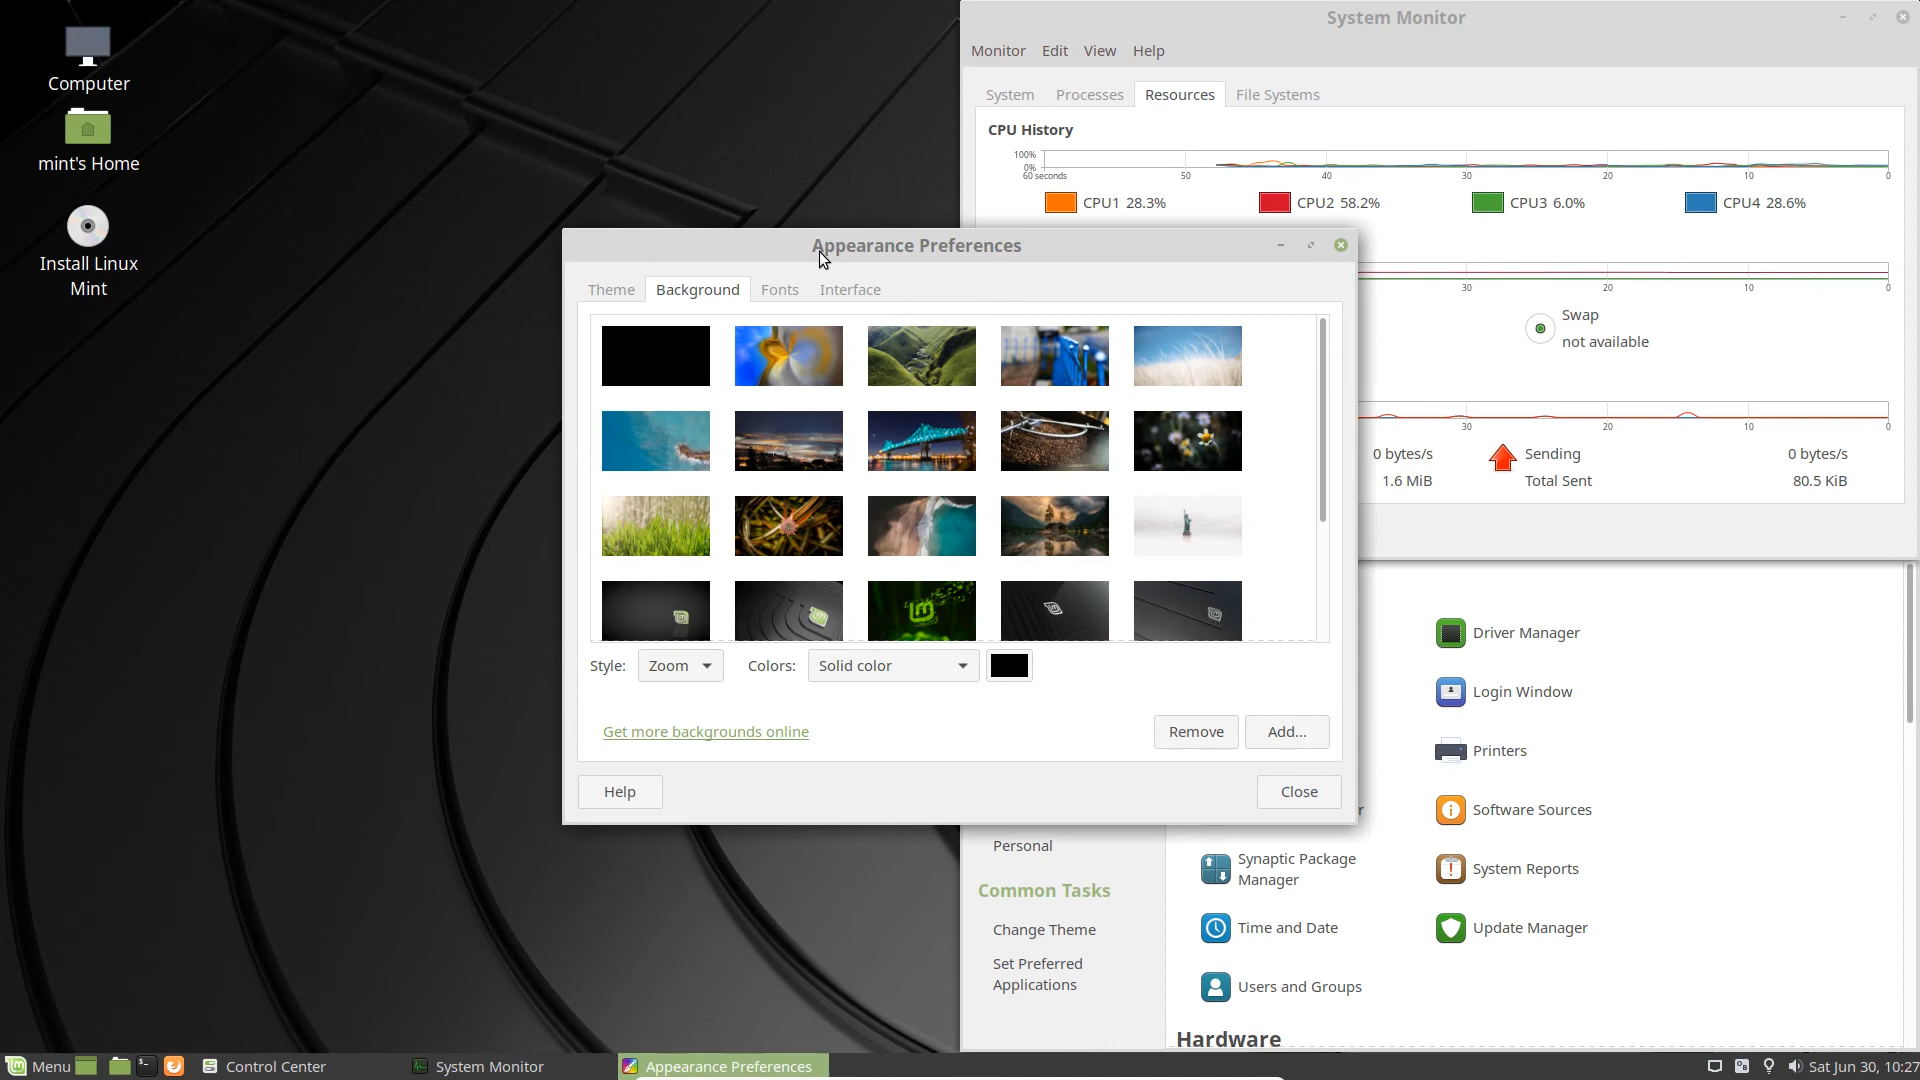 Computer
mint's Home
Install Linux
Mint
System Monitor
Monitor Edit View Help
System Processes Resources File Systems
CPU History
100%
0%
60 seconds 50 40 30 20 10 0
CPU1 28.3% CPU2 58.2% CPU3 6.0% CPU4 28.6%
30 20 10 0
Swap
not available
30 20 10 0
0 bytes/s Sending 0 bytes/s
1.6 MiB Total Sent 80.5 KiB
Appearance Preferences
Theme Background Fonts Interface
Style: Zoom Colors: Solid color
Get more backgrounds online Remove Add...
Help Close
Driver Manager
Login Window
Printers
r Software Sources
Personal
Common Tasks
Change Theme
Set Preferred
Applications
Synaptic Package
Manager
System Reports
Time and Date Update Manager
Users and Groups
Hardware
Menu Control Center System Monitor Appearance Preferences Sat Jun 30, 10:27